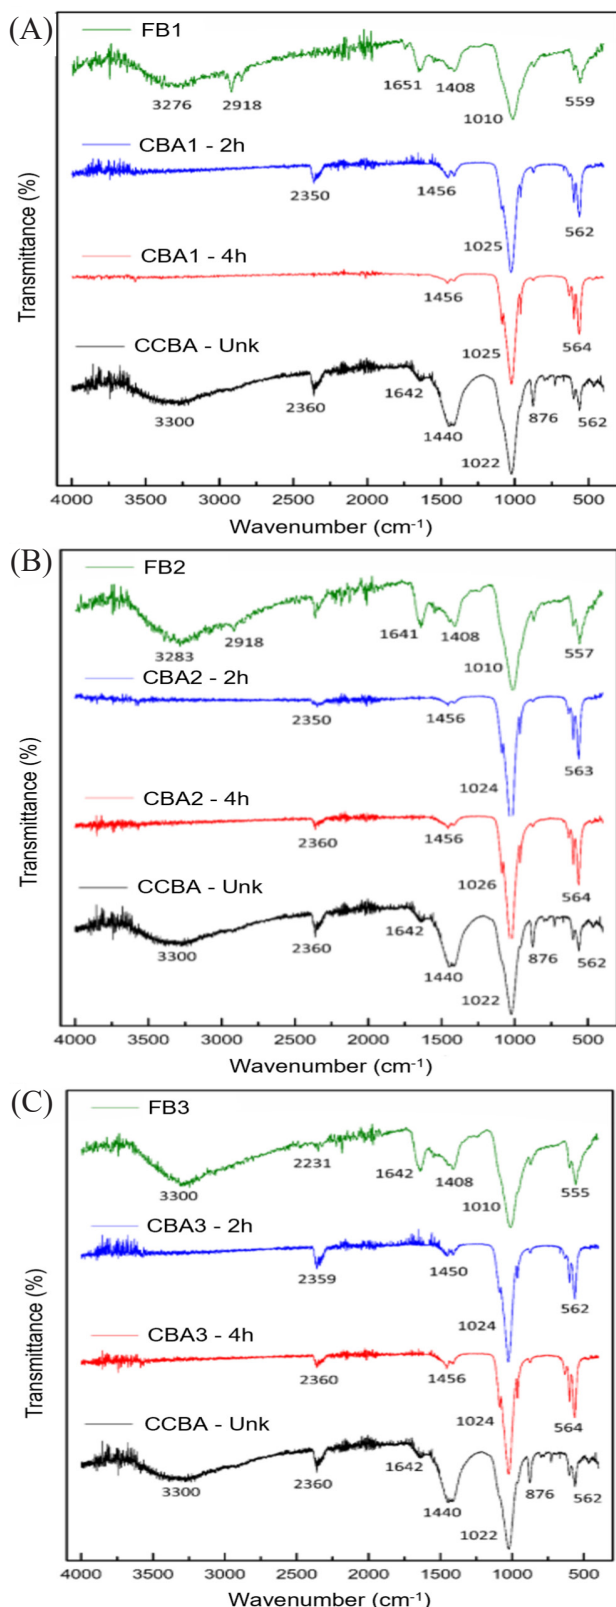 (A)
FB1
3276
2918
1651
1408
1010
559
CBA1 - 2h
2350
1456
1025
562
CBA1 - 4h
1456
1025
564
CCBA - Unk
3300
2360
1642
1440
1022
876
562
Transmittance (%)
4000 3500 3000 2500 2000 1500 1000 500
Wavenumber (cm-1)
(B)
FB2
3283
2918
1641
1408
1010
557
CBA2 - 2h
2350
1456
1024
563
CBA2 - 4h
2360
1456
1026
564
CCBA - Unk
3300
2360
1642
1440
1022
876
562
Transmittance (%)
4000 3500 3000 2500 2000 1500 1000 500
Wavenumber (cm-1)
(C)
FB3
3300
2231
1642
1408
1010
555
CBA3 - 2h
2359
1450
1024
562
CBA3 - 4h
2360
1456
1024
564
CCBA - Unk
3300
2360
1642
1440
1022
876
562
Transmittance (%)
4000 3500 3000 2500 2000 1500 1000 500
Wavenumber (cm-1)